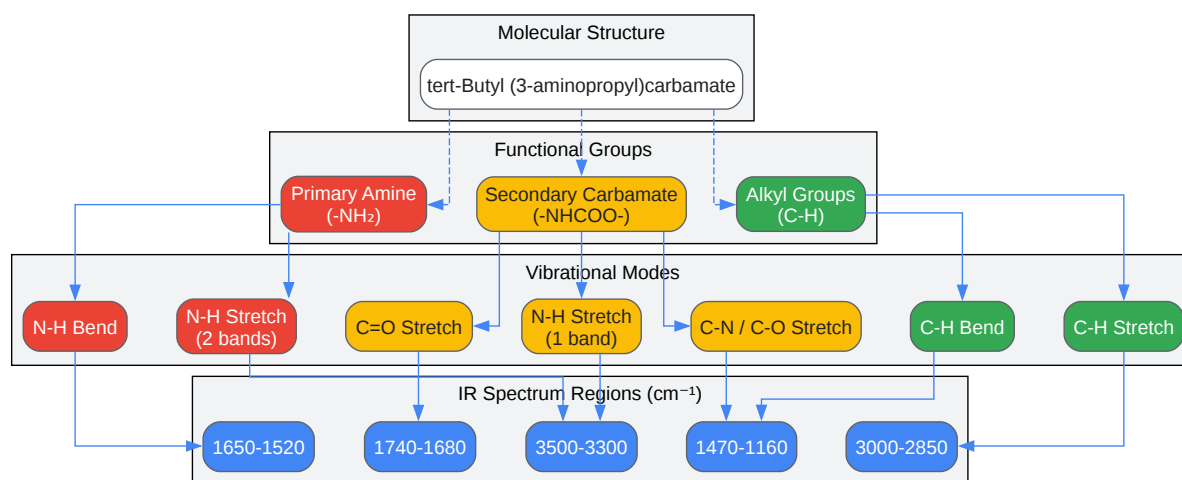 Molecular Structure
tert-Butyl (3-aminopropyl)carbamate
Functional Groups
Primary Amine
(-NH₂)
Secondary Carbamate
(-NHCOO-)
Alkyl Groups
(C-H)
Vibrational Modes
N-H Bend
N-H Stretch
(2 bands)
C=O Stretch
N-H Stretch
(1 band)
C-N / C-O Stretch
C-H Bend
C-H Stretch
IR Spectrum Regions (cm⁻¹)
1650-1520
1740-1680
3500-3300
1470-1160
3000-2850